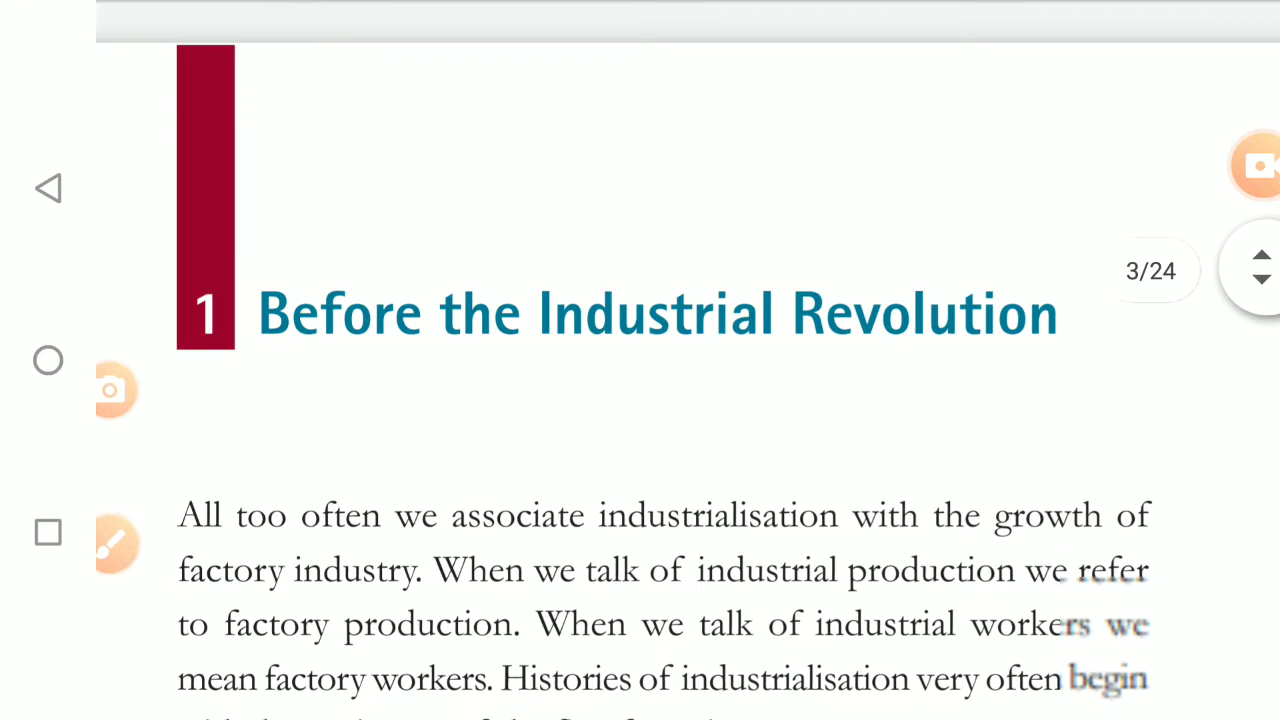 3/24
1 Before the Industrial Revolution
All too often we associate industrialisation with the growth of
factory industry. When we talk of industrial production we refer
to factory production. When we talk of industrial workers we
mean factory workers. Histories of industrialisation very often begin